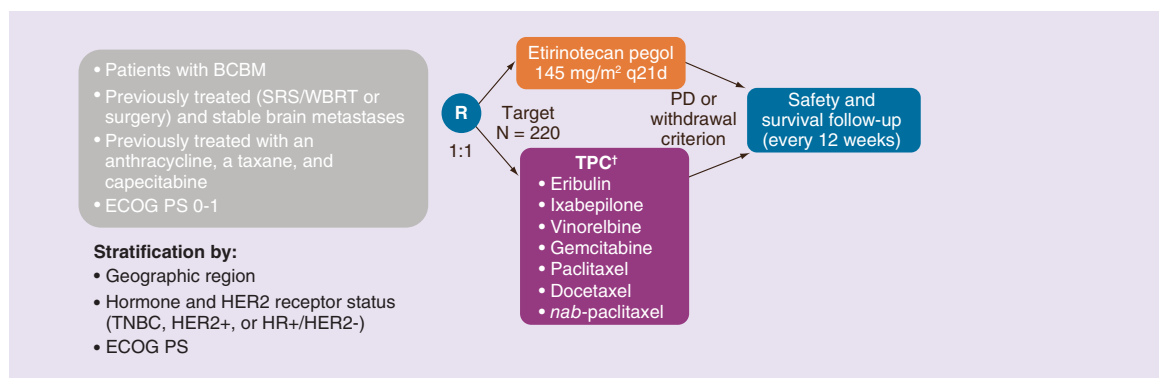 • Patients with BCBM
• Previously treated (SRS/WBRT or
surgery) and stable brain metastases
• Previously treated with an
anthracycline, a taxane, and
capecitabine
• ECOG PS 0-1
Stratification by:
• Geographic region
• Hormone and HER2 receptor status
(TNBC, HER2+, or HR+/HER2-)
• ECOG PS
R
1:1
Target
N = 220
Etirinotecan pegol
145 mg/m² q21d
TPC†
• Eribulin
• Ixabepilone
• Vinorelbine
• Gemcitabine
• Paclitaxel
• Docetaxel
• nab-paclitaxel
PD or
withdrawal
criterion
Safety and
survival follow-up
(every 12 weeks)